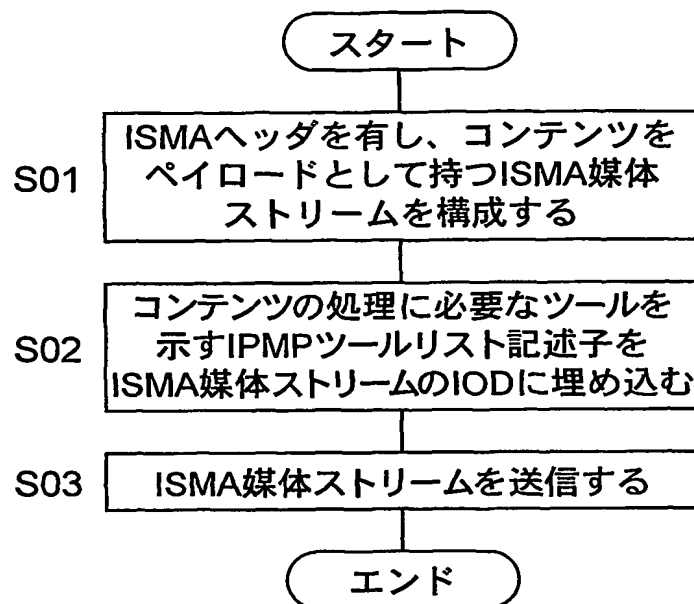 スタート
S01
ISMAヘッダを有し、コンテンツを
ペイロードとして持つISMA媒体
ストリームを構成する
S02
コンテンツの処理に必要なツールを
示すIPMPツールリスト記述子を
ISMA媒体ストリームのIODに埋め込む
S03
ISMA媒体ストリームを送信する
エンド